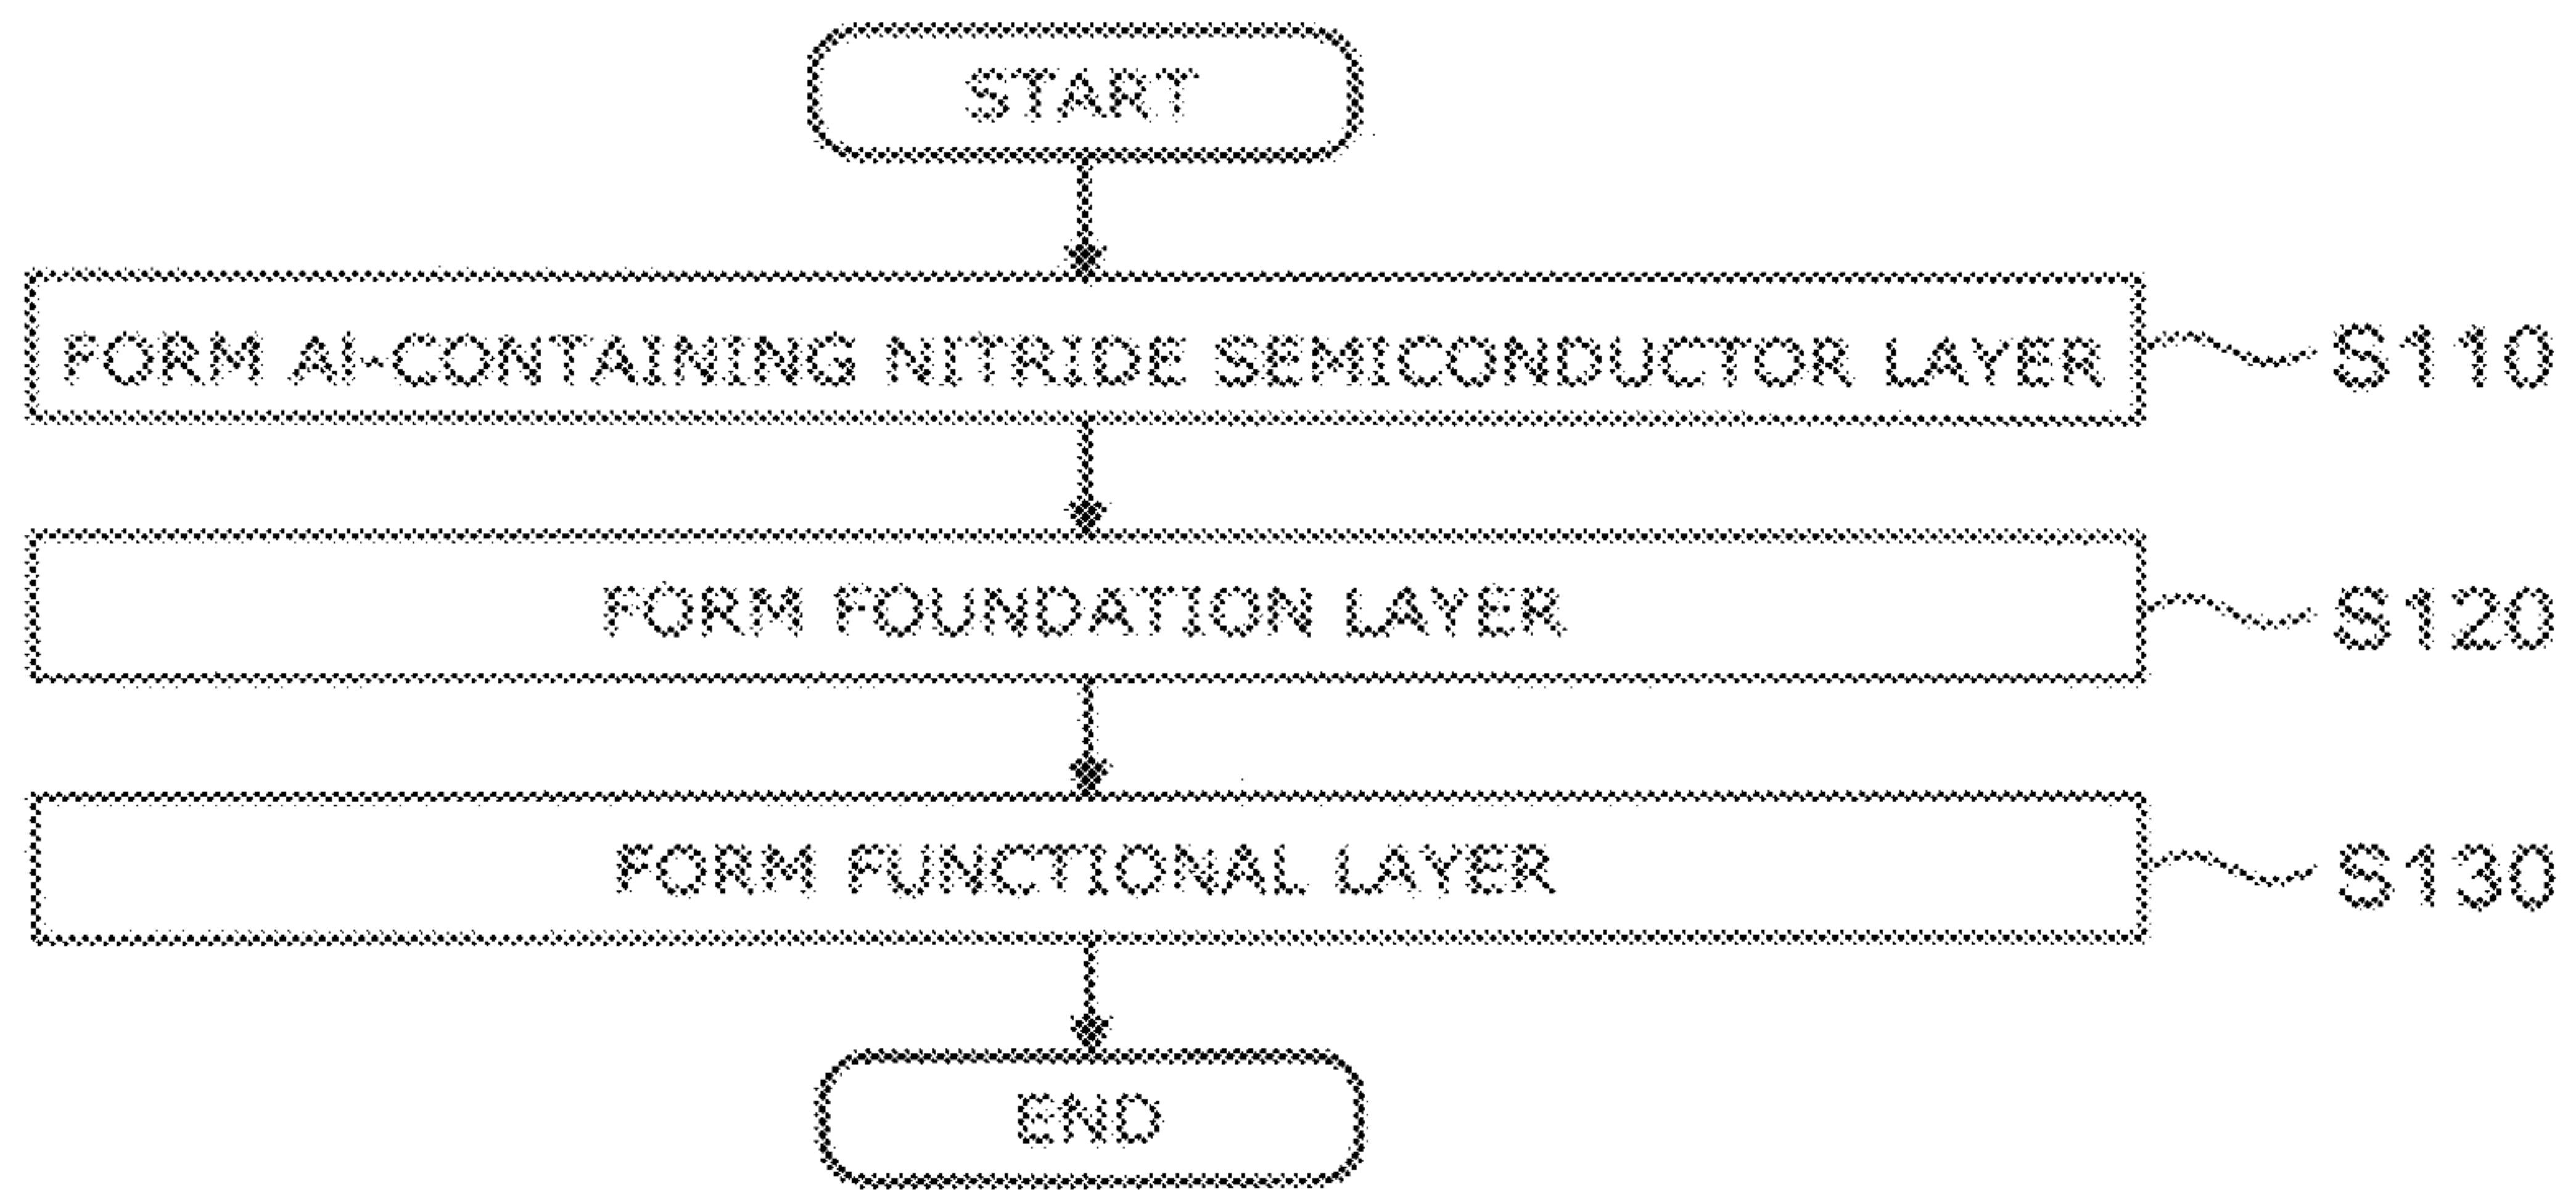 START
FORM Al-CONTAINING NITRIDE SEMICONDUCTOR LAYER
S110
FORM FOUNDATION LAYER
S120
FORM FUNCTIONAL LAYER
S130
END